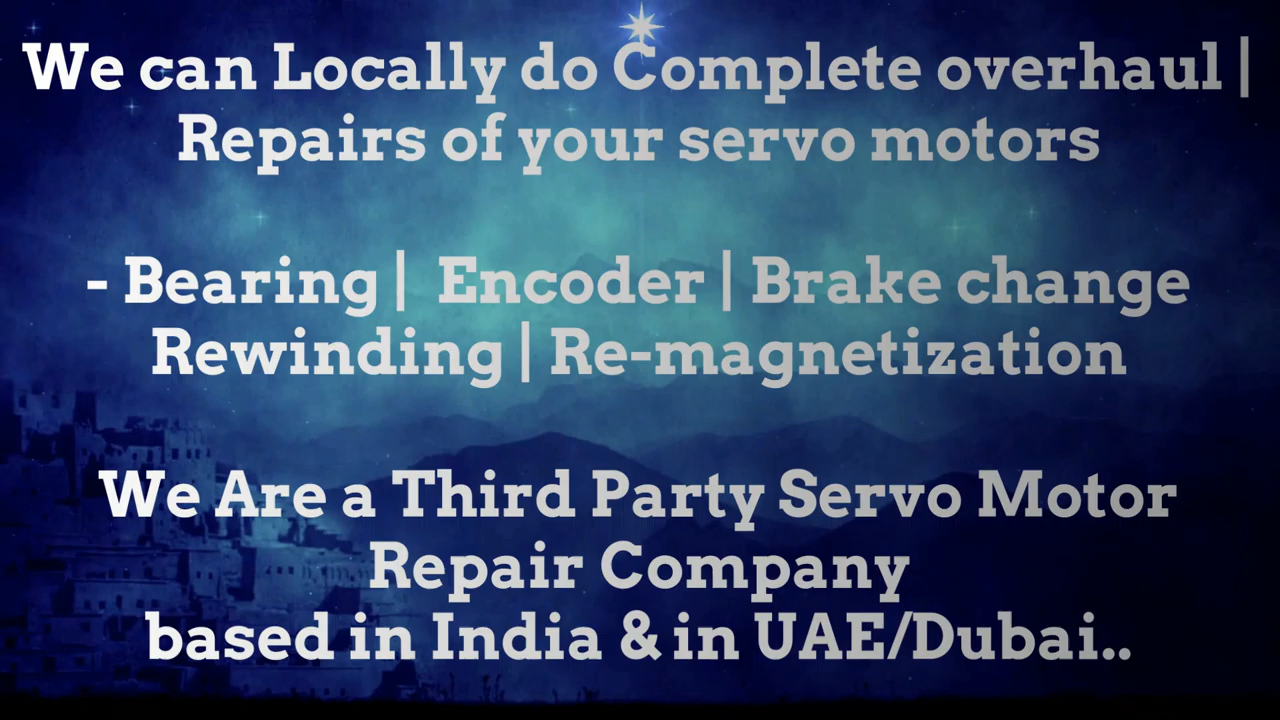 We can Locally do Complete overhaul |
Repairs of your servo motors
- Bearing | Encoder | Brake change
Rewinding | Re-magnetization
We Are a Third Party Servo Motor
Repair Company
based in India & in UAE/Dubai..